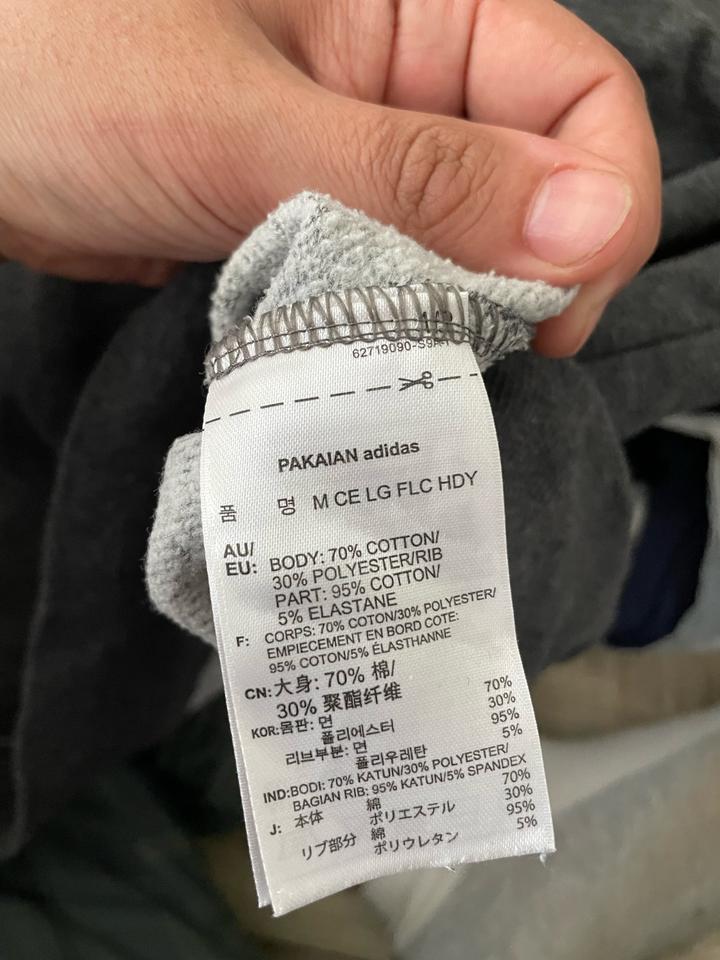 62719090-S9A-1
PAKAIAN adidas
품 명 M CE LG FLC HDY
AU/
EU: BODY: 70% COTTON/
30% POLYESTER/RIB
PART: 95% COTTON/
5% ELASTANE
F: CORPS: 70% COTON/30% POLYESTER/
EMPIECEMENT EN BORD COTE:
95% COTON/5% ÉLASTHANNE
CN: 大身: 70% 棉/
30% 聚酯纤维
KOR: 몸판: 면 70%
폴리에스터 30%
리브부분: 면 95%
폴리우레탄 5%
IND: BODI: 70% KATUN/30% POLYESTER/
BAGIAN RIB: 95% KATUN/5% SPANDEX
J: 本体 綿 70%
ポリエステル 30%
リブ部分 綿 95%
ポリウレタン 5%